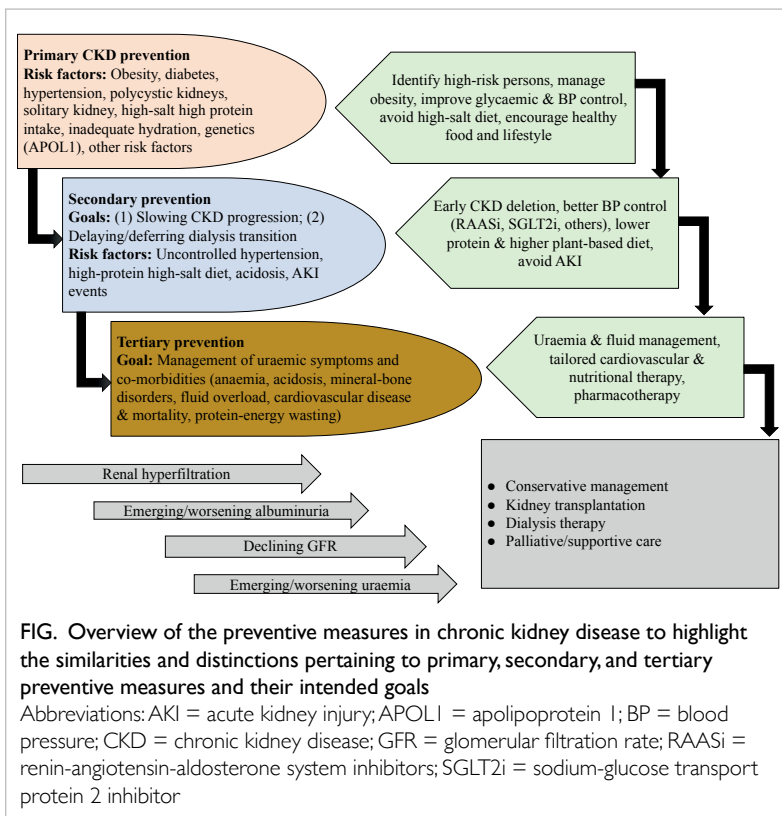 Primary CKD prevention
Risk factors: Obesity, diabetes,
hypertension, polycystic kidneys,
solitary kidney, high-salt high protein
intake, inadequate hydration, genetics
(APOL1), other risk factors
Identify high-risk persons, manage
obesity, improve glycaemic & BP control,
avoid high-salt diet, encourage healthy
food and lifestyle
Secondary prevention
Goals: (1) Slowing CKD progression; (2)
Delaying/deferring dialysis transition
Risk factors: Uncontrolled hypertension,
high-protein high-salt diet, acidosis, AKI
events
Early CKD deletion, better BP control
(RAASi, SGLT2i, others), lower
protein & higher plant-based diet,
avoid AKI
Tertiary prevention
Goal: Management of uraemic symptoms and
co-morbidities (anaemia, acidosis, mineral-bone
disorders, fluid overload, cardiovascular disease
& mortality, protein-energy wasting)
Uraemia & fluid management,
tailored cardiovascular &
nutritional therapy,
pharmacotherapy
Renal hyperfiltration
Emerging/worsening albuminuria
Declining GFR
Emerging/worsening uraemia
● Conservative management
● Kidney transplantation
● Dialysis therapy
● Palliative/supportive care
FIG. Overview of the preventive measures in chronic kidney disease to highlight
the similarities and distinctions pertaining to primary, secondary, and tertiary
preventive measures and their intended goals
Abbreviations: AKI = acute kidney injury; APOL1 = apolipoprotein 1; BP = blood
pressure; CKD = chronic kidney disease; GFR = glomerular filtration rate; RAASi =
renin-angiotensin-aldosterone system inhibitors; SGLT2i = sodium-glucose transport
protein 2 inhibitor